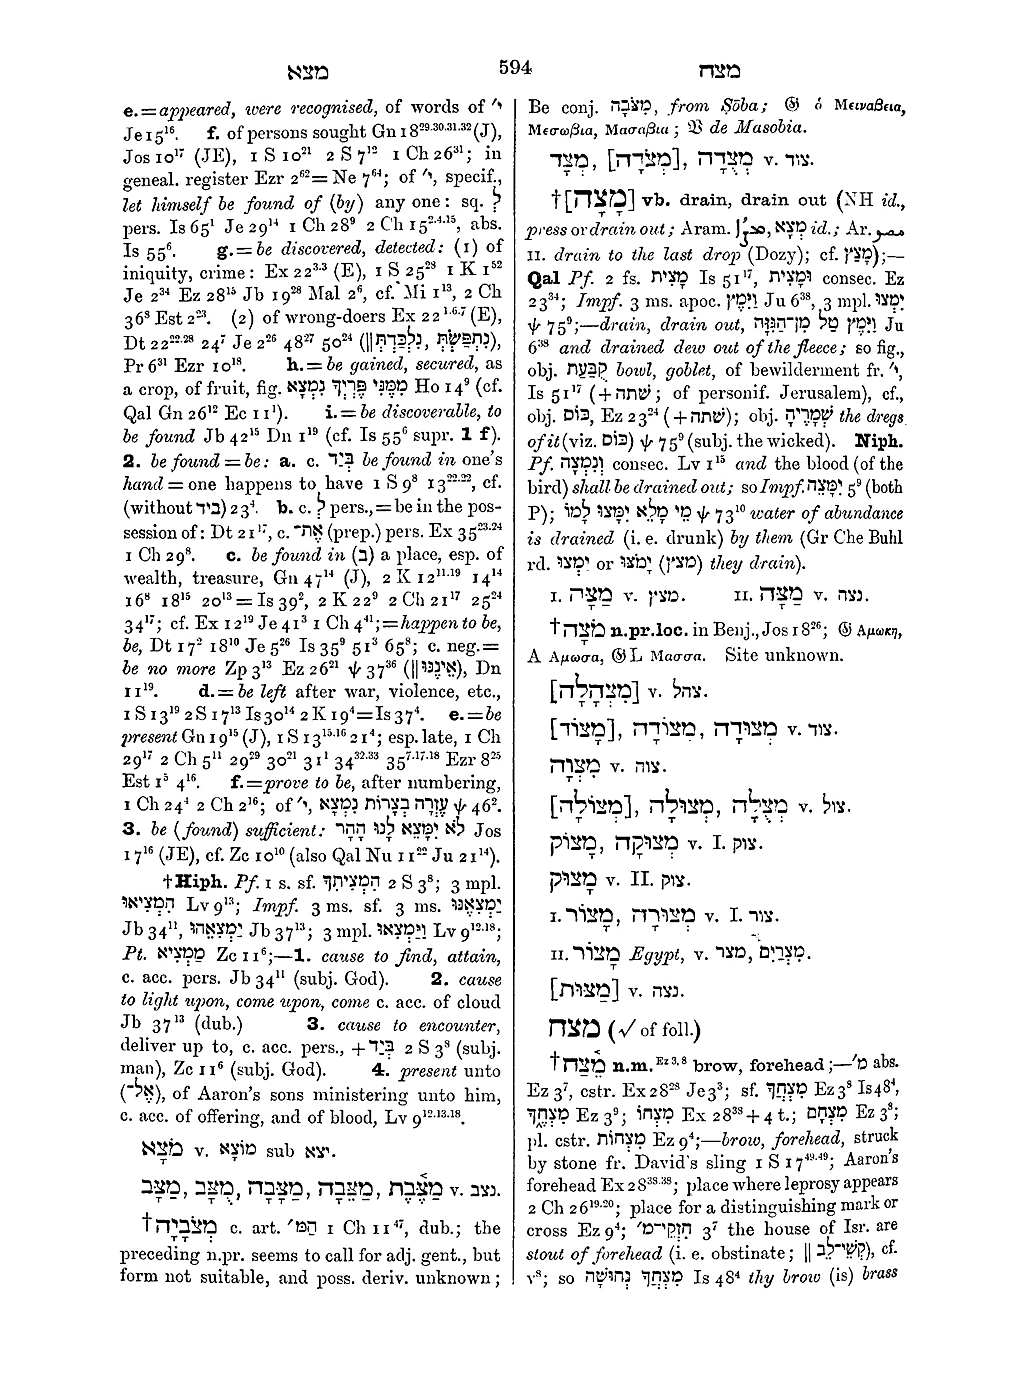 מצא 594 מצח
e.=appeared, were recognised, of words of ׳י
Je 15¹⁶. f. of persons sought Gn 18²⁹·³⁰·³¹·³² (J),
Jos 10¹⁷ (JE), 1 S 10²¹ 2 S 7¹² 1 Ch 26³¹; in
geneal. register Ezr 2⁶²=Ne 7⁶⁴; of ׳י, specif.,
let himself be found of (by) any one: sq. לְ
pers. Is 65¹ Je 29¹⁴ 1 Ch 28⁹ 2 Ch 15²·⁴·¹⁵, abs.
Is 55⁶. g.=be discovered, detected: (1) of
iniquity, crime: Ex 22³·³ (E), 1 S 25²⁸ 1 K 1⁵²
Je 2³⁴ Ez 28¹⁵ Jb 19²⁸ Mal 2⁶, cf. Mi 1¹³, 2 Ch
36⁸ Est 2²³. (2) of wrong-doers Ex 22¹·⁶·⁷ (E),
Dt 22²²·²⁸ 24⁷ Je 2²⁶ 48²⁷ 50²⁴ (‖נִתְפַּשְׂתְּ, נִלְכַּדְתְּ),
Pr 6³¹ Ezr 10¹⁸. h.=be gained, secured, as
a crop, of fruit, fig. מִמֶּנִּי פֶּרְיְךָ נִמְצָא Ho 14⁹ (cf.
Qal Gn 26¹² Ec 11¹). i.=be discoverable, to
be found Jb 42¹⁵ Dn 1¹⁹ (cf. Is 55⁶ supr. 1 f).
2. be found=be: a. c. בְּיַד be found in one's
hand=one happens to have 1 S 9⁸ 13²²·²², cf.
(without ביד) 23⁴. b. c. לְ pers.,=be in the pos-
session of: Dt 21¹⁷, c. אֶת־ (prep.) pers. Ex 35²³·²⁴
1 Ch 29⁸. c. be found in (ב) a place, esp. of
wealth, treasure, Gn 47¹⁴ (J), 2 K 12¹¹·¹⁹ 14¹⁴
16⁸ 18¹⁵ 20¹³=Is 39², 2 K 22⁹ 2 Ch 21¹⁷ 25²⁴
34¹⁷; cf. Ex 12¹⁹ Je 41³ 1 Ch 4⁴¹;=happen to be,
be, Dt 17² 18¹⁰ Je 5²⁶ Is 35⁹ 51³ 65⁸; c. neg.=
be no more Zp 3¹³ Ez 26²¹ ψ 37³⁶ (‖אֵינֶנּוּ), Dn
11¹⁹. d.=be left after war, violence, etc.,
1 S 13¹⁹ 2 S 17¹³ Is 30¹⁴ 2 K 19⁴=Is 37⁴. e.=be
present Gn 19¹⁵ (J), 1 S 13¹⁵·¹⁶ 21⁴; esp. late, 1 Ch
29¹⁷ 2 Ch 5¹¹ 29²⁹ 30²¹ 31¹ 34³²·³³ 35⁷·¹⁷·¹⁸ Ezr 8²⁵
Est 1⁵ 4¹⁶. f.=prove to be, after numbering,
1 Ch 24⁴ 2 Ch 2¹⁶; of ׳י, עֶזְרָה בְצָרוֹת נִמְצָא ψ 46².
3. be (found) sufficient: לֹא יִמָּצֵא לָנוּ הָהָר Jos
17¹⁶ (JE), cf. Zc 10¹⁰ (also Qal Nu 11²² Ju 21¹⁴).
†Hiph. Pf. 1 s. sf. הִמְצִיתִךָ 2 S 3⁸; 3 mpl.
הִמְצִיאוּ Lv 9¹³; Impf. 3 ms. sf. 3 ms. יַמְצִאֶנּוּ
Jb 34¹¹, יַמְצִאֵהוּ Jb 37¹³; 3 mpl. וַיַּמְצִאוּ Lv 9¹²·¹⁸;
Pt. מַמְצִיא Zc 11⁶;—1. cause to find, attain,
c. acc. pers. Jb 34¹¹ (subj. God). 2. cause
to light upon, come upon, come c. acc. of cloud
Jb 37¹³ (dub.) 3. cause to encounter,
deliver up to, c. acc. pers., +בְּיַד 2 S 3⁸ (subj.
man), Zc 11⁶ (subj. God). 4. present unto
(אֶל־), of Aaron's sons ministering unto him,
c. acc. of offering, and of blood, Lv 9¹²·¹³·¹⁸.
מֹצָא v. מוֹצָא sub יצא.
מַצֶּבֶת, מַצֵּבָה, מַצָּבָה, מֻצָּב, מַצָּב v. נצב.
†מְצֹבָיָה c. art. ׳הַמּ 1 Ch 11⁴⁷, dub.; the
preceding n.pr. seems to call for adj. gent., but
form not suitable, and poss. deriv. unknown;
Be conj. מִצֹּבָה, from Ṣōba; 𝔊 ὁ Μειναβεια,
Μεσωβια, Μασαβια; 𝔙 de Masobia.
מְצֻדָה, [מְצֹדָה], מְצָד v. צוד.
†[מָצָה] vb. drain, drain out (NH id.,
press or drain out; Aram. מְצָא, id.; Ar.
II. drain to the last drop (Dozy); cf. מָצַץ);—
Qal Pf. 2 fs. מָצִית Is 51¹⁷, וּמָצִית consec. Ez
23³⁴; Impf. 3 ms. apoc. וַיִּמֶץ Ju 6³⁸, 3 mpl. יִמְצוּ
ψ 75⁹;—drain, drain out, וַיִּמֶץ טַל מִן־הַגִּזָּה Ju
6³⁸ and drained dew out of the fleece; so fig.,
obj. קֻבַּעַת bowl, goblet, of bewilderment fr. ׳י,
Is 51¹⁷ (+שׁתה; of personif. Jerusalem), cf.,
obj. כּוֹס, Ez 23²⁴ (+שׁתה); obj. שְׁמָרֶיהָ the dregs
of it (viz. כּוֹס) ψ 75⁹ (subj. the wicked). Niph.
Pf. וְנִמְצָה consec. Lv 1¹⁵ and the blood (of the
bird) shall be drained out; so Impf. יִמָּצֵה 5⁹ (both
P); מֵי מָלֵא יִמָּצוּ לָמוֹ ψ 73¹⁰ water of abundance
is drained (i. e. drunk) by them (Gr Che Buhl
rd. יִמְצוּ or יָמֹצּוּ (מצץ) they drain).
I. מַצָּה v. מצץ. II. מַצָּה v. נצה.
†מֹצָה n.pr.loc. in Benj., Jos 18²⁶; 𝔊 Αμωκη,
A Αμωσα, 𝔊L Μασσα. Site unknown.
[מִצְהָלָה] v. צהל.
[מָצוֹד], מְצוֹדָה, מְצוּדָה v. צוד.
מִצְוָה v. צוה.
[מְצוֹלָה], מְצוּלָה, מְצֻלָה v. צול.
מָצוֹק, מְצוּקָה v. I. צוק.
מָצוּק v. II. צוק.
I. מָצוֹר, מְצוּרָה v. I. צור.
II. מָצוֹר Egypt, v. מצר, מִצְרַיִם.
[מַצּוּת] v. נצה.
מצח (√ of foll.)
†מֵצַח n.m. Ez 3, 8 brow, forehead;—׳מ abs.
Ez 3⁷, cstr. Ex 28²⁸ Je 3³; sf. מִצְחֲךָ Ez 3⁸ Is 48⁴,
מִצְחֶךָ Ez 3⁹; מִצְחוֹ Ex 28³⁸+4 t.; מִצְחָם Ez 3⁸;
pl. cstr. מִצְחוֹת Ez 9⁴;—brow, forehead, struck
by stone fr. David's sling 1 S 17⁴⁹·⁴⁹; Aaron's
forehead Ex 28³⁸·³⁸; place where leprosy appears
2 Ch 26¹⁹·²⁰; place for a distinguishing mark or
cross Ez 9⁴; ׳חִזְקֵי־מ 3⁷ the house of Isr. are
stout of forehead (i. e. obstinate; ‖קְשֵׁי־לֵב), cf.
v⁸; so מִצְחֲךָ נְחוּשָׁה Is 48⁴ thy brow (is) brass